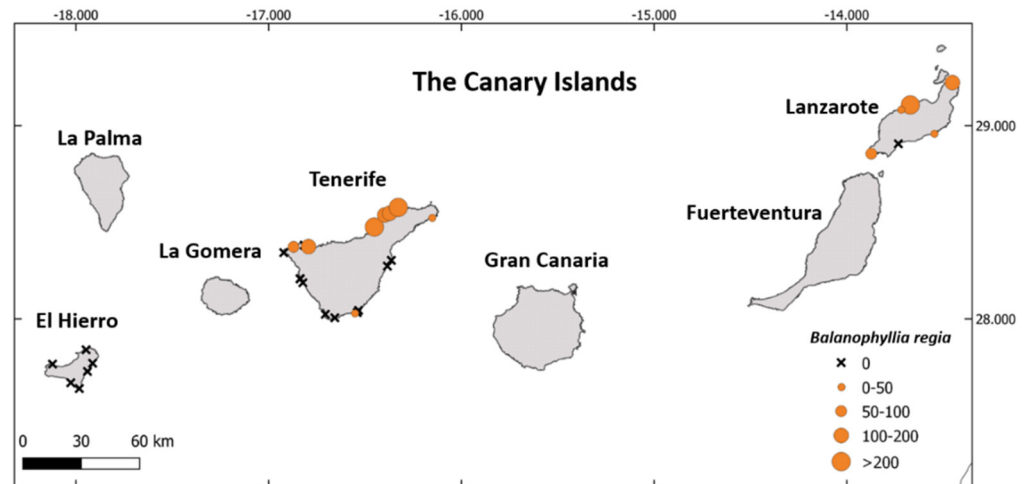 -18.000 -17.000 -16.000 -15.000 -14.000
The Canary Islands
Lanzarote
29.000
La Palma
Tenerife
Fuerteventura
La Gomera
Gran Canaria
El Hierro
28.000
Balanophyllia regia
0
0-50
50-100
100-200
>200
0 30 60 km